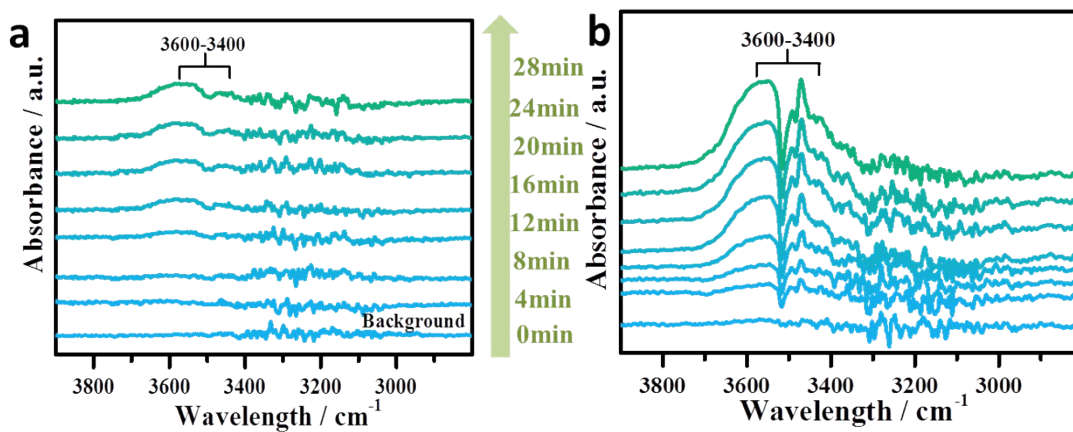 a
3600-3400
Absorbance / a.u.
Background
3800 3600 3400 3200 3000
Wavelength / cm⁻¹
28min
24min
20min
16min
12min
8min
4min
0min
b
3600-3400
Absorbance / a.u.
3800 3600 3400 3200 3000
Wavelength / cm⁻¹